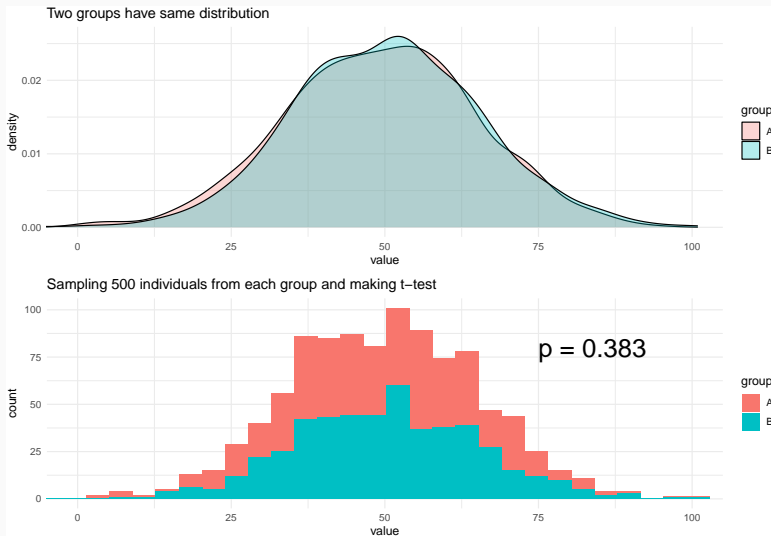 Two groups have same distribution
density
0.02
0.01
0.00
0
25
50
75
100
value
group
A
B
Sampling 500 individuals from each group and making t−test
count
100
75
50
25
0
p = 0.383
0
25
50
75
100
value
group
A
B